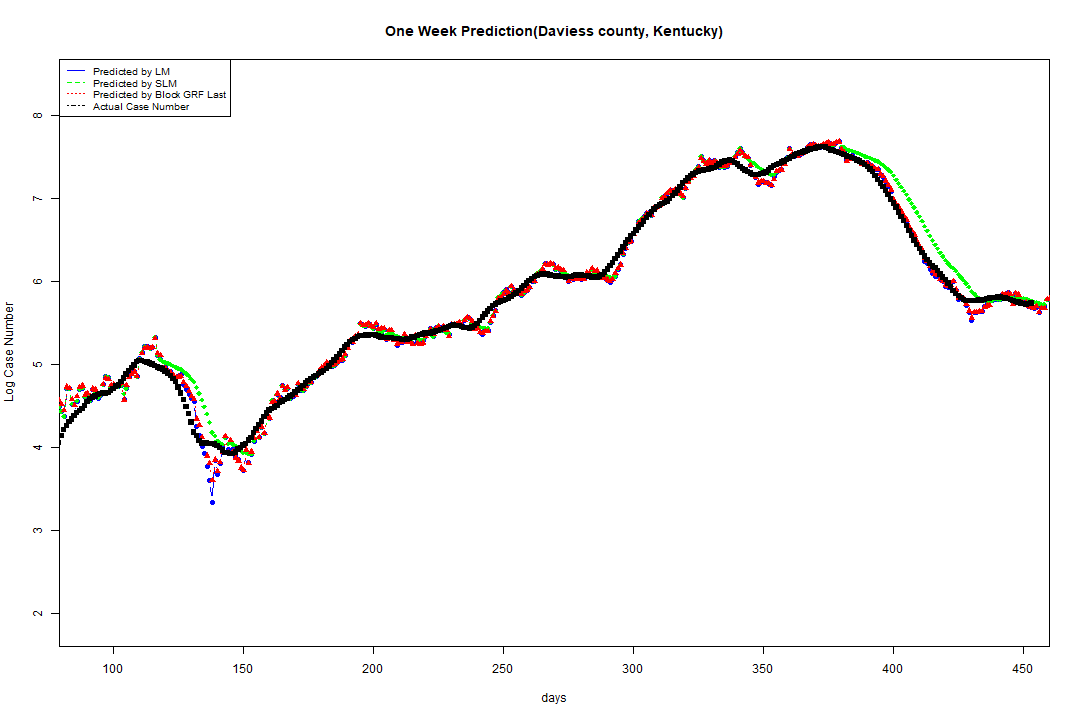 One Week Prediction(Daviess county, Kentucky)
Predicted by LM
Predicted by SLM
Predicted by Block GRF Last
Actual Case Number
Log Case Number
8
7
6
5
4
3
2
100 150 200 250 300 350 400 450
days